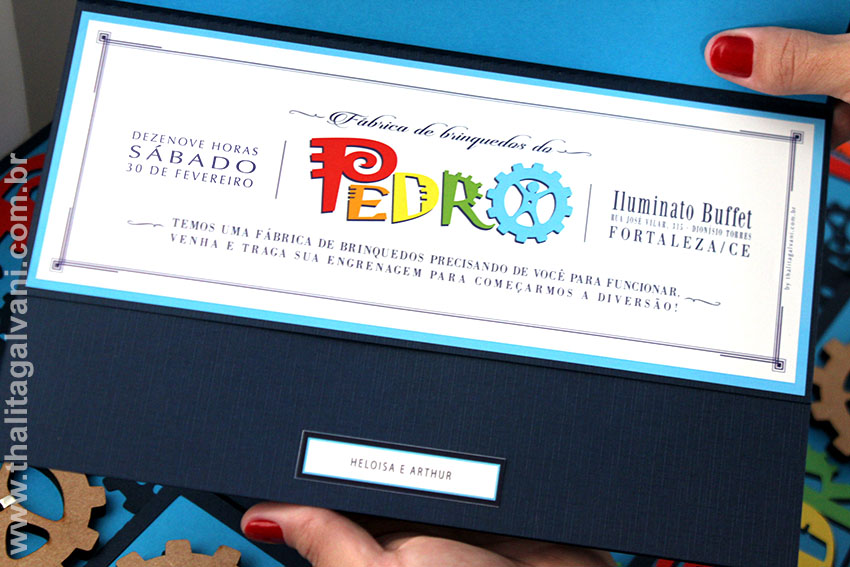 Fábrica de brinquedos do
PEDRO
DEZENOVE HORAS
SÁBADO
30 DE FEVEREIRO
Iluminato Buffet
RUA JOSÉ VILAR, 315 - DIONÍSIO TORRES
FORTALEZA/CE
TEMOS UMA FÁBRICA DE BRINQUEDOS PRECISANDO DE VOCÊ PARA FUNCIONAR.
VENHA E TRAGA SUA ENGRENAGEM PARA COMEÇARMOS A DIVERSÃO!
by thalitagalvani.com.br
HELOISA E ARTHUR
www.thalitagalvani.com.br